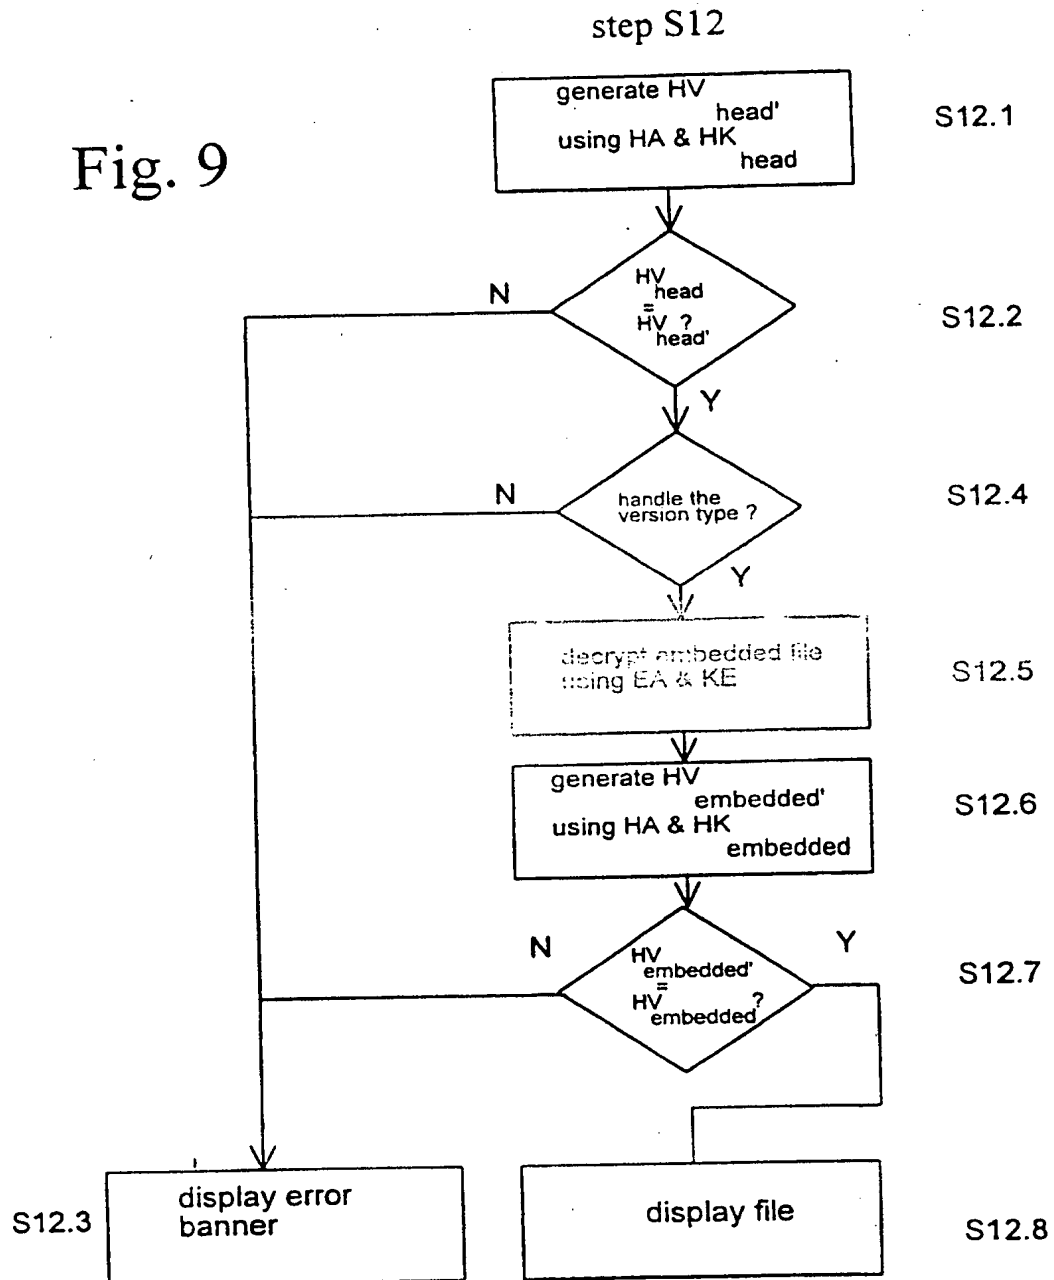 step S12
Fig. 9
generate HV
head'
using HA & HK
head
S12.1
N
HV
head
=
HV ?
head'
S12.2
Y
N
handle the
version type ?
S12.4
Y
decrypt embedded file
using EA & KE
S12.5
generate HV
embedded'
using HA & HK
embedded
S12.6
N
HV
embedded'
=
HV ?
embedded
Y
S12.7
S12.3
display error
banner
display file
S12.8